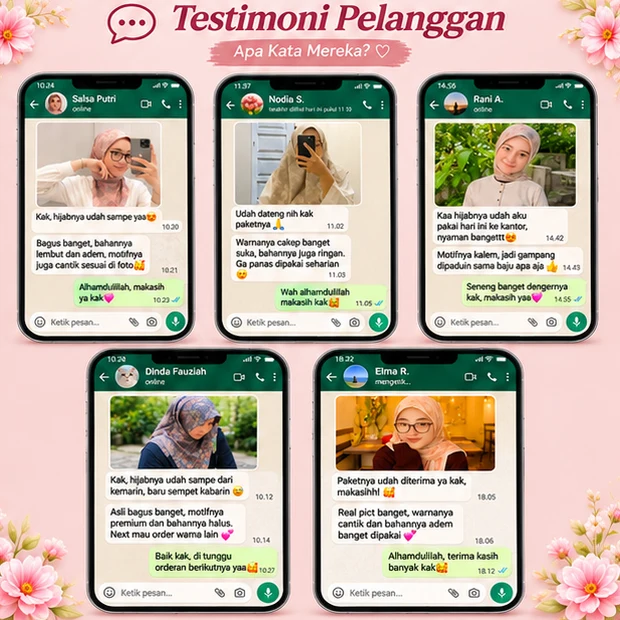 Testimoni Pelanggan
Apa Kata Mereka? ♡
10.24
Salsa Putri
online
Kak, hijabnya udah sampe yaa😍
10.20
Bagus banget, bahannya
lembut dan adem, motifnya
juga cantik sesuai di foto🥰
10.21
Alhamdulillah, makasih
ya kak💗
10.23
Ketik pesan...
11.37
Nodia S.
Udah dateng nih kak
paketnya 🙏
11.02
Warnanya cakep banget
suka, bahannya juga ringan.
Ga panas dipakai seharian
😊
11.03
Wah alhamdulillah
makasih kak🥰
11.05
Ketik pesan...
14.56
Rani A.
online
Kaa hijabnya udah aku
pakai hari ini ke kantor,
nyaman bangettt😍
14.42
Motifnya kalem, jadi gampang
dipaduin sama baju apa aja 👍
14.43
Seneng banget dengernya
kak, makasih yaa💗
14.55
Ketik pesan...
10.20
Dinda Fauziah
online
Kak, hijabnya udah sampe dari
kemarin, baru sempet kabarin 😅
10.12
Asli bagus banget, motifnya
premium dan bahannya halus.
Next mau order warna lain 💕
10.14
Baik kak, di tunggu
orderan berikutnya yaa🥰
10.27
Ketik pesan...
18.32
Elma R.
mengetik...
Paketnya udah diterima ya kak,
makasihh! 🥰
18.05
Real pict banget, warnanya
cantik dan bahannya adem
banget dipakai 💕
18.06
Alhamdulillah, terima kasih
banyak kak🥰
18.12
Ketik pesan...